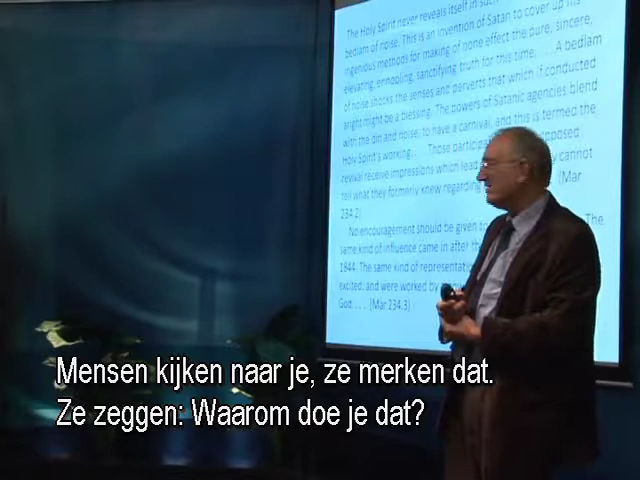 The Holy Spirit never reveals itself in such
bedlam of noise. This is an invention of Satan to cover up his
ingenious methods for making of none effect the pure, sincere,
elevating, ennobling, sanctifying truth for this time. . . . A bedlam
of noise shocks the senses and perverts that which if conducted
aright might be a blessing. The powers of Satanic agencies blend
with the din and noise, to have a carnival, and this is termed the
Holy Spirit's working. . . Those participa
revival receive impressions which lead cannot
tell what they formerly knew regarding (Mar
234.2)
No encouragement should be given to The
same kind of influence came in after th
1844. The same kind of representati
excited, and were worked by
God. . . . (Mar 234.3)
Mensen kijken naar je, ze merken dat.
Ze zeggen: Waarom doe je dat?